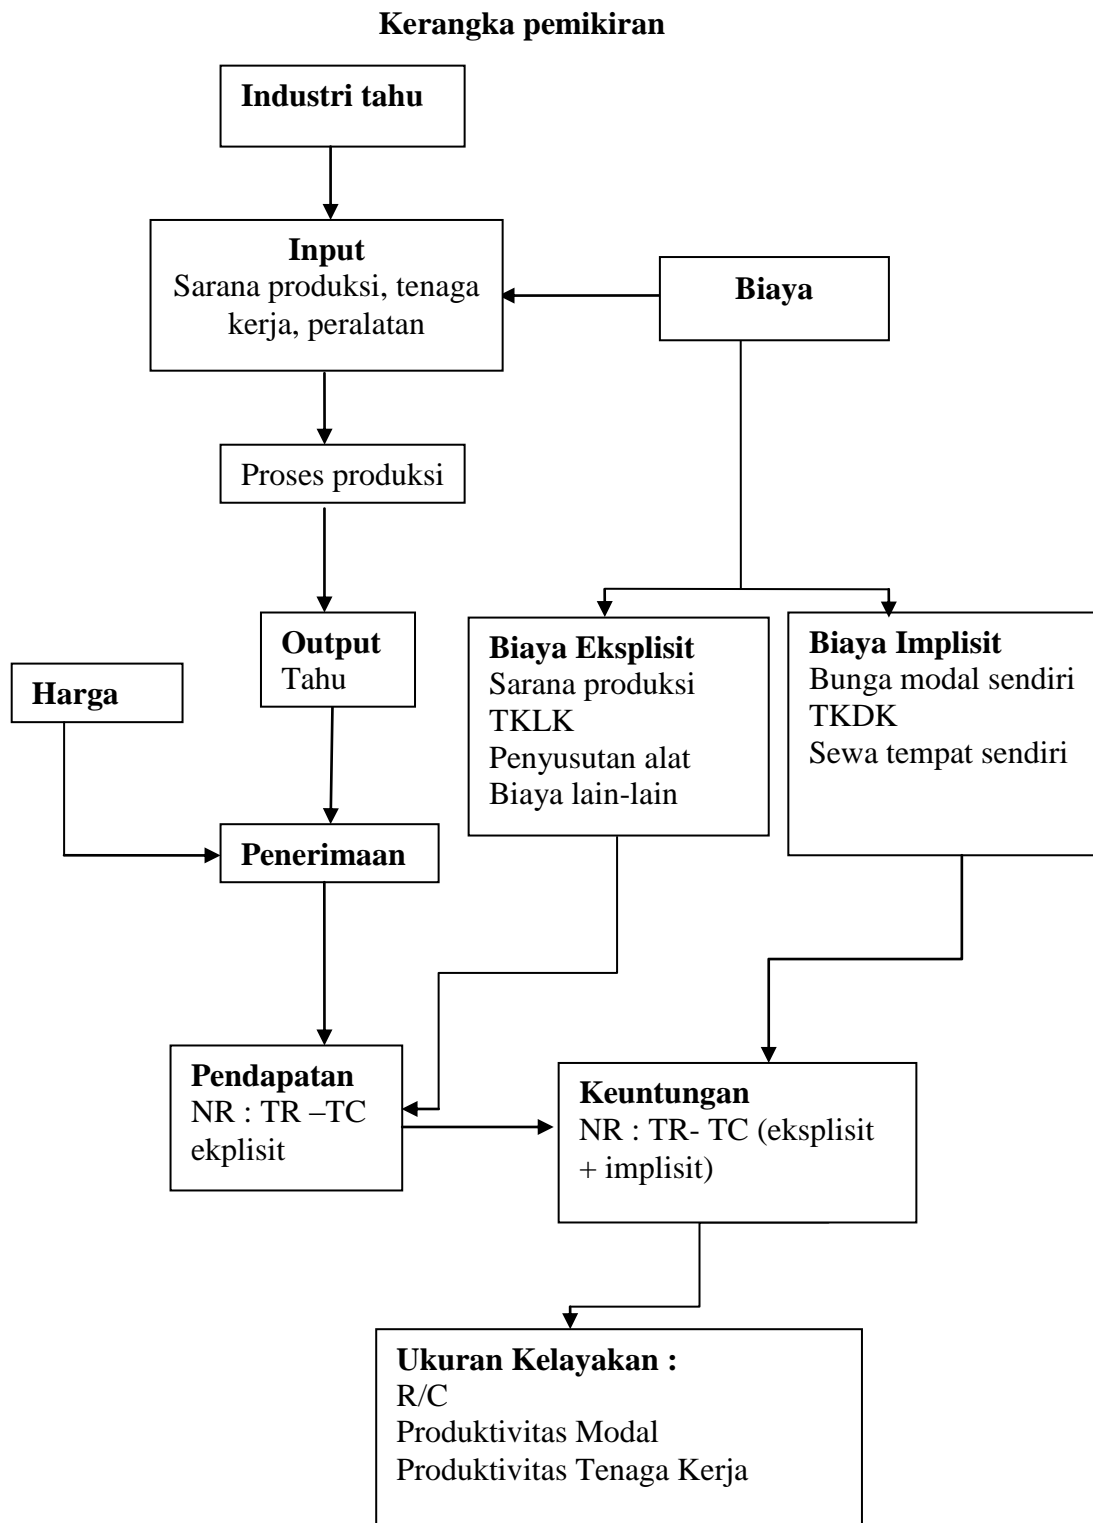 Kerangka pemikiran
Industri tahu
Input
Sarana produksi, tenaga
kerja, peralatan
Biaya
Proses produksi
Output
Tahu
Harga
Biaya Eksplisit
Sarana produksi
TKLK
Penyusutan alat
Biaya lain-lain
Biaya Implisit
Bunga modal sendiri
TKDK
Sewa tempat sendiri
Penerimaan
Pendapatan
NR : TR –TC
ekplisit
Keuntungan
NR : TR- TC (eksplisit
+ implisit)
Ukuran Kelayakan :
R/C
Produktivitas Modal
Produktivitas Tenaga Kerja